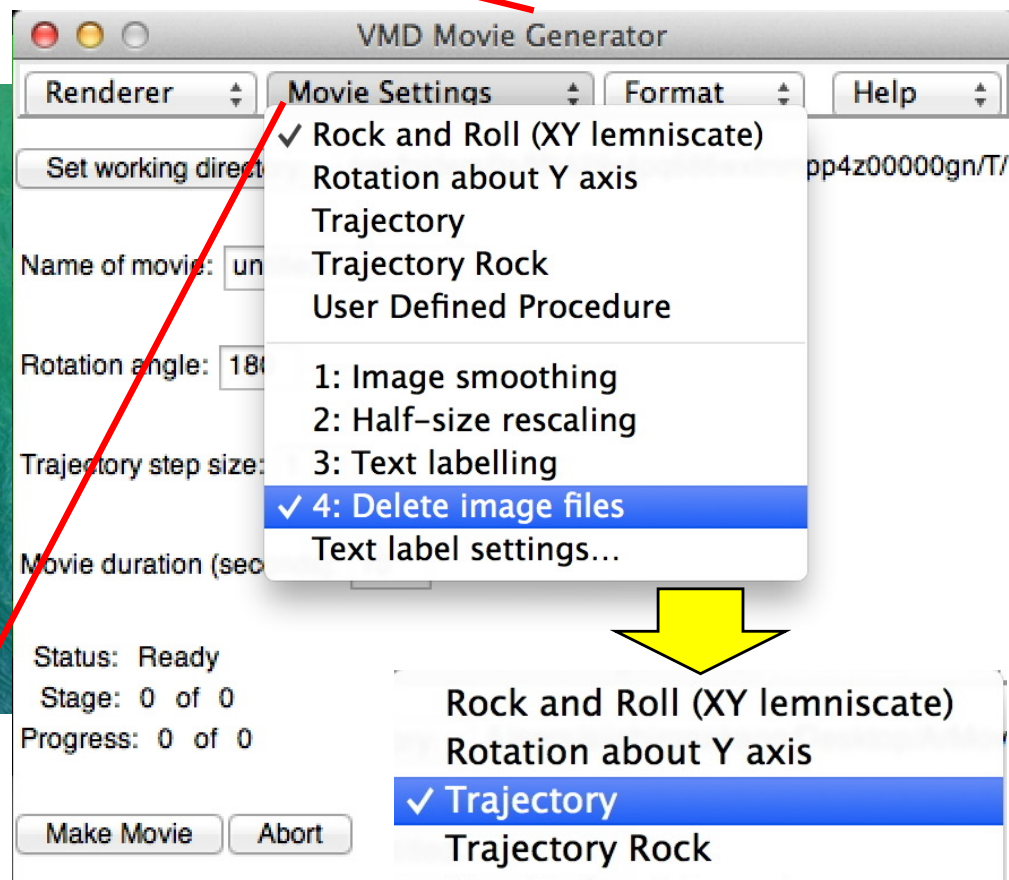 VMD Movie Generator
Renderer Movie Settings Format Help
✓ Rock and Roll (XY lemniscate)
Rotation about Y axis
Trajectory
Trajectory Rock
User Defined Procedure
1: Image smoothing
2: Half-size rescaling
3: Text labelling
✓ 4: Delete image files
Text label settings...
Set working pp4z00000gn/T/
Name of movie:
Rotation angle:
Trajectory step size:
Movie duration
Status: Ready
Stage: 0 of 0
Progress: 0 of 0
Make Movie Abort
Rock and Roll (XY lemniscate)
Rotation about Y axis
✓ Trajectory
Trajectory Rock